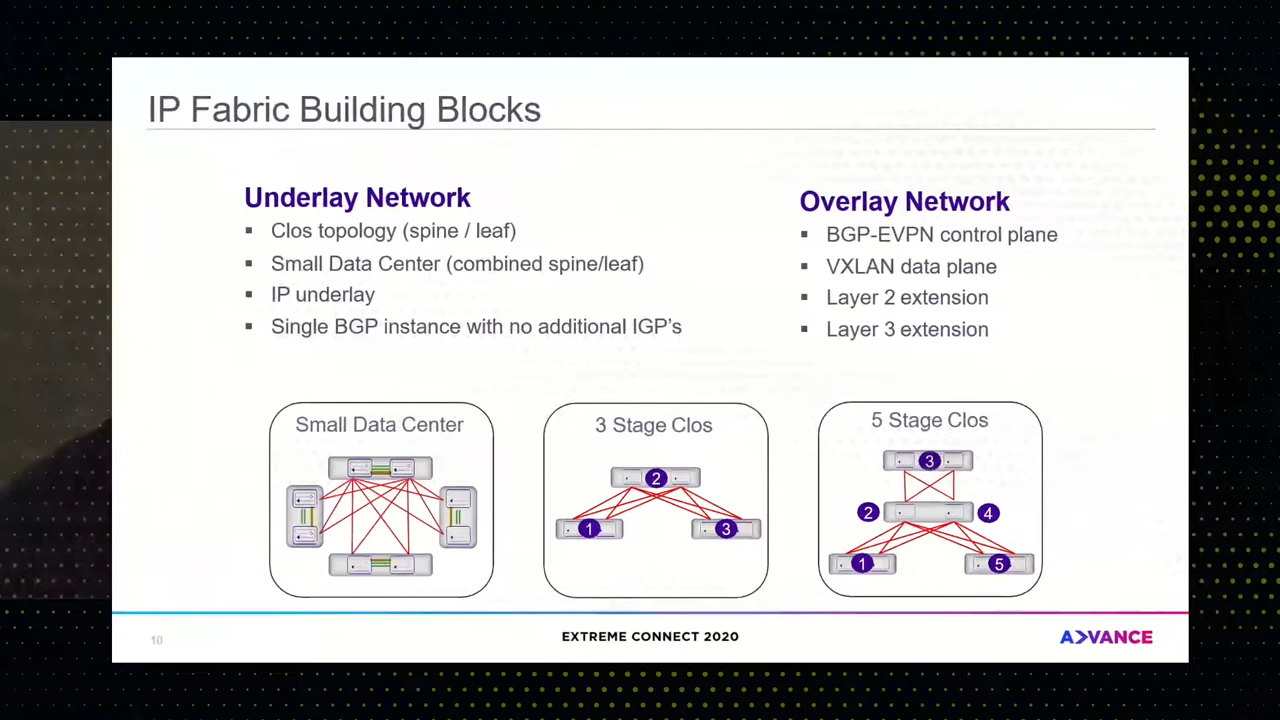 IP Fabric Building Blocks
Underlay Network
▪ Clos topology (spine / leaf)
▪ Small Data Center (combined spine/leaf)
▪ IP underlay
▪ Single BGP instance with no additional IGP's
Overlay Network
▪ BGP-EVPN control plane
▪ VXLAN data plane
▪ Layer 2 extension
▪ Layer 3 extension
Small Data Center
3 Stage Clos
2
1
3
5 Stage Clos
3
2
4
1
5
10
EXTREME CONNECT 2020
ADVANCE